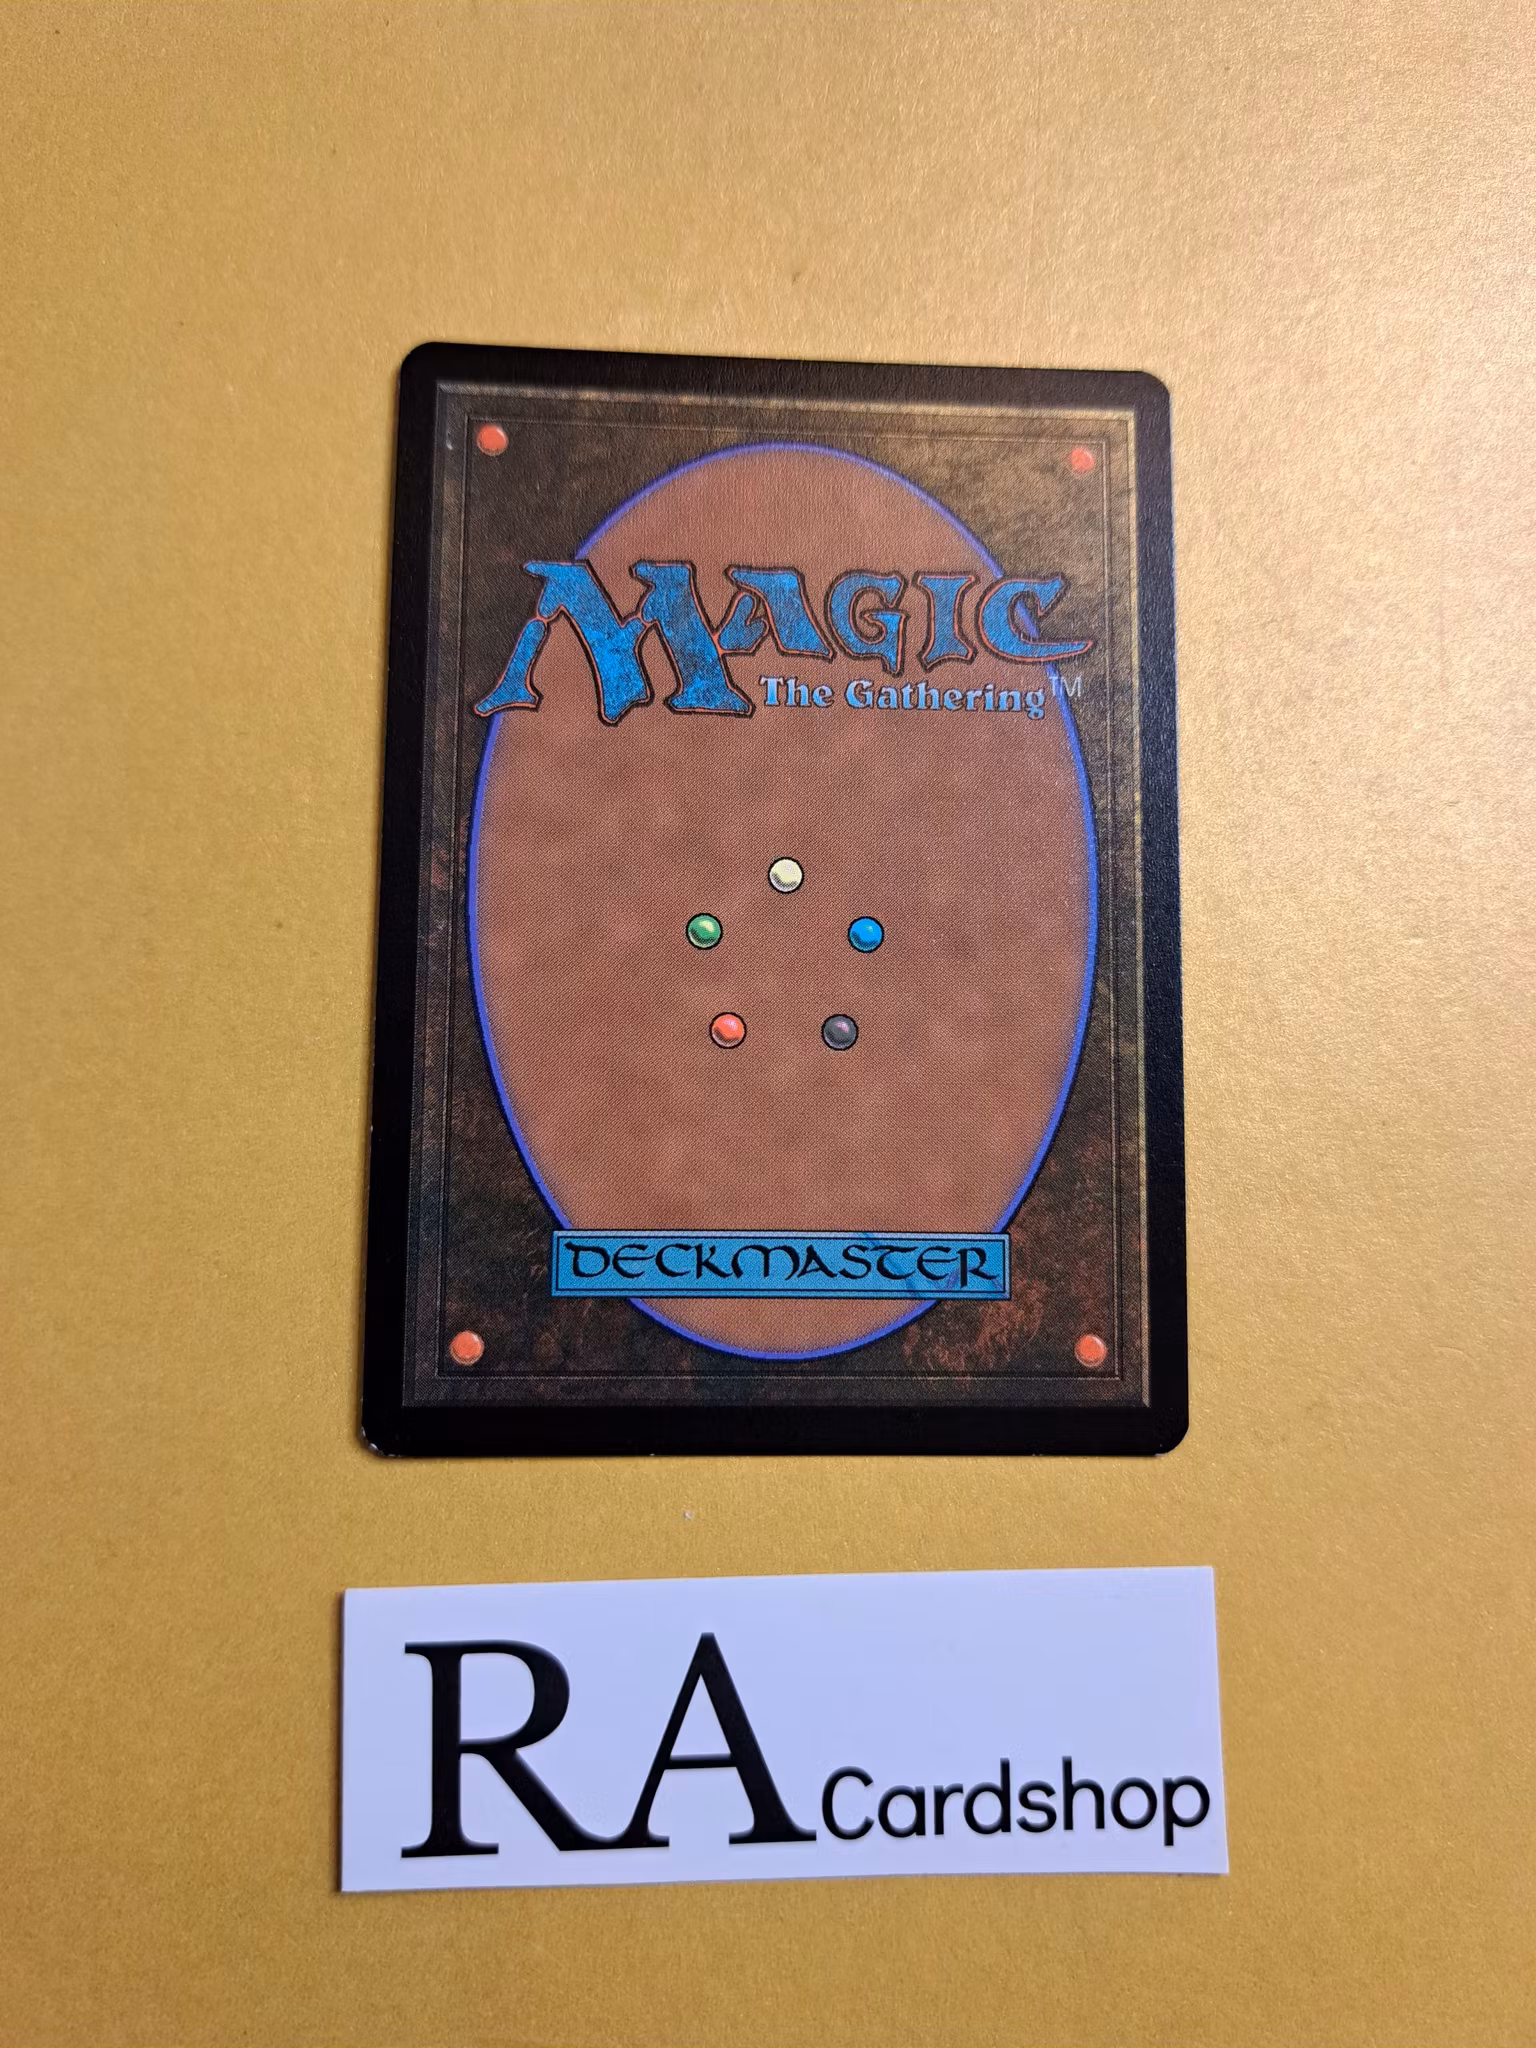 MAGIC
The Gathering™
DECKMASTER
RA Cardshop